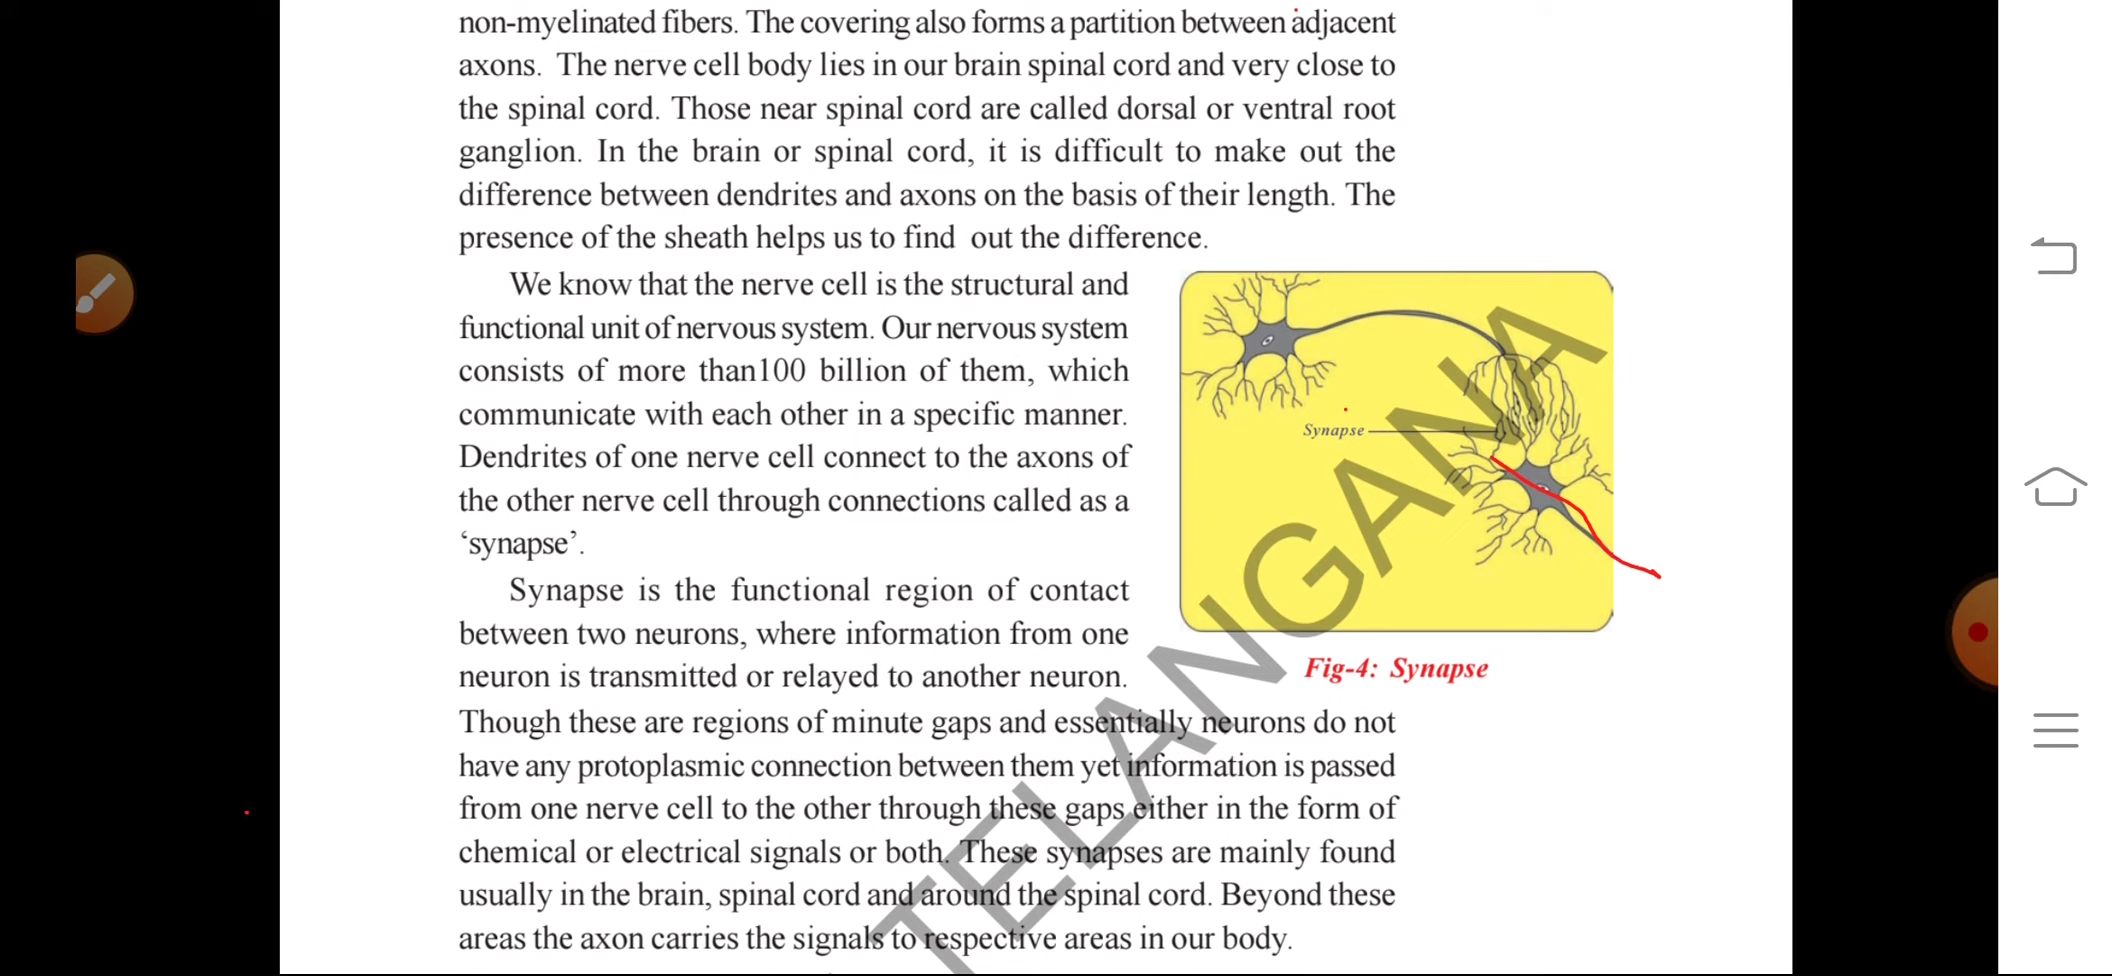 non-myelinated fibers. The covering also forms a partition between adjacent
axons. The nerve cell body lies in our brain spinal cord and very close to
the spinal cord. Those near spinal cord are called dorsal or ventral root
ganglion. In the brain or spinal cord, it is difficult to make out the
difference between dendrites and axons on the basis of their length. The
presence of the sheath helps us to find out the difference.
We know that the nerve cell is the structural and
functional unit of nervous system. Our nervous system
consists of more than100 billion of them, which
communicate with each other in a specific manner.
Dendrites of one nerve cell connect to the axons of
the other nerve cell through connections called as a
‘synapse’.
Synapse is the functional region of contact
between two neurons, where information from one
neuron is transmitted or relayed to another neuron.
Synapse
Fig-4: Synapse
Though these are regions of minute gaps and essentially neurons do not
have any protoplasmic connection between them yet information is passed
from one nerve cell to the other through these gaps either in the form of
chemical or electrical signals or both. These synapses are mainly found
usually in the brain, spinal cord and around the spinal cord. Beyond these
areas the axon carries the signals to respective areas in our body.
TELANGANA